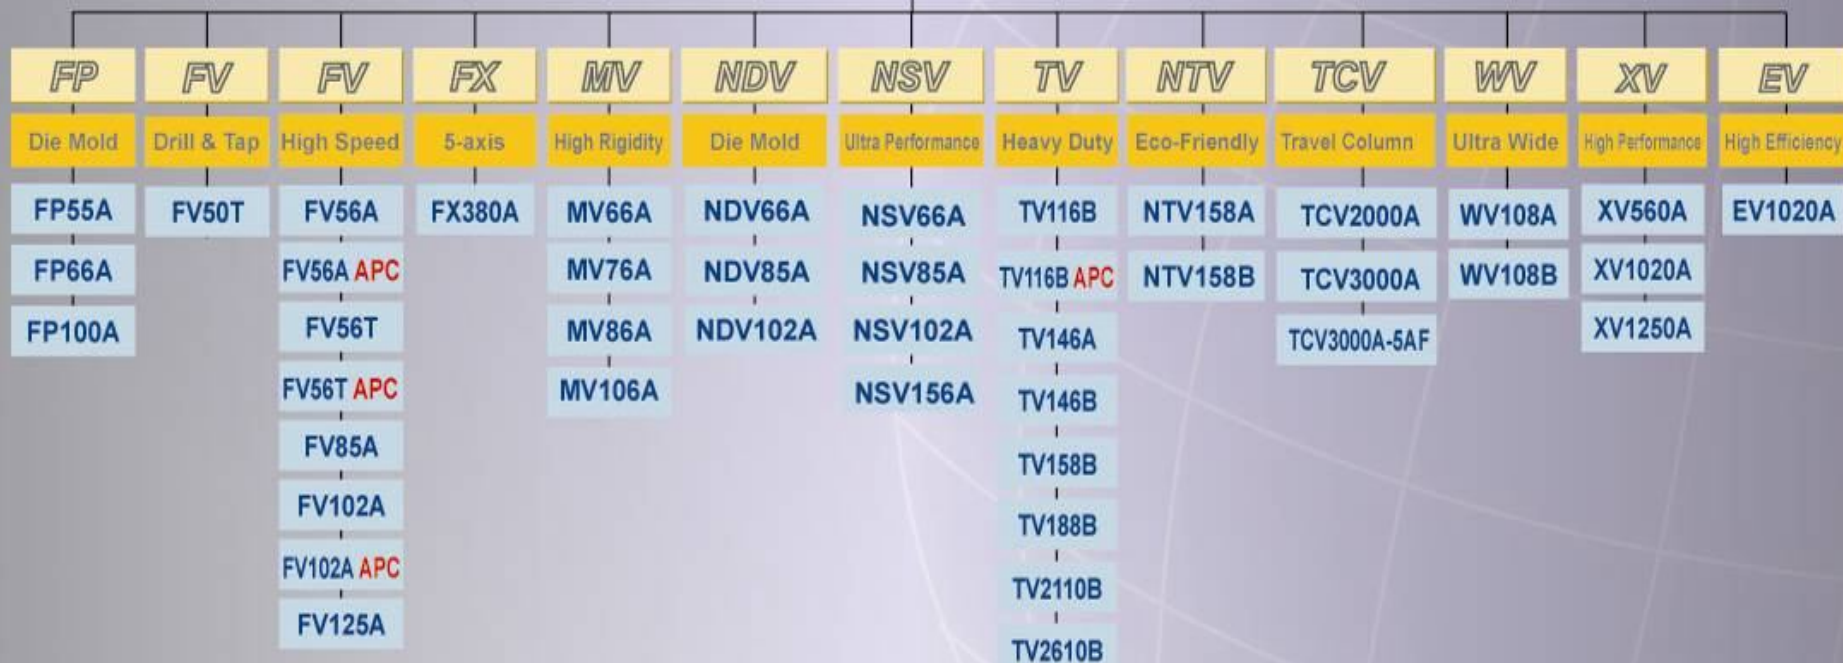 FP FV FV FX MV NDV NSV TV NTV TCV WV XV EV
Die Mold Drill & Tap High Speed 5-axis High Rigidity Die Mold Ultra Performance Heavy Duty Eco-Friendly Travel Column Ultra Wide High Performance High Efficiency
FP55A FV50T FV56A FX380A MV66A NDV66A NSV66A TV116B NTV158A TCV2000A WV108A XV560A EV1020A
FP66A FV56A APC MV76A NDV85A NSV85A TV116B APC NTV158B TCV3000A WV108B XV1020A
FP100A FV56T MV86A NDV102A NSV102A TV146A TCV3000A-5AF XV1250A
FV56T APC MV106A NSV156A TV146B
FV85A TV158B
FV102A TV188B
FV102A APC TV2110B
FV125A TV2610B